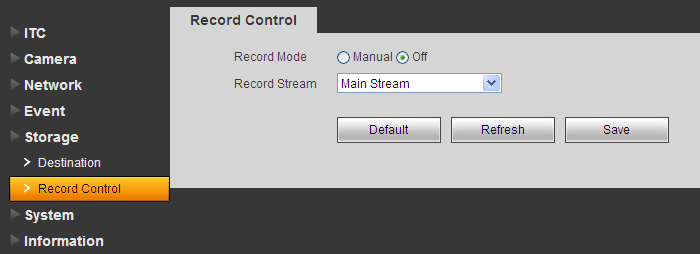 ITC
Camera
Network
Event
Storage
Destination
Record Control
System
Information
Record Control
Record Mode Manual Off
Record Stream Main Stream
Default Refresh Save